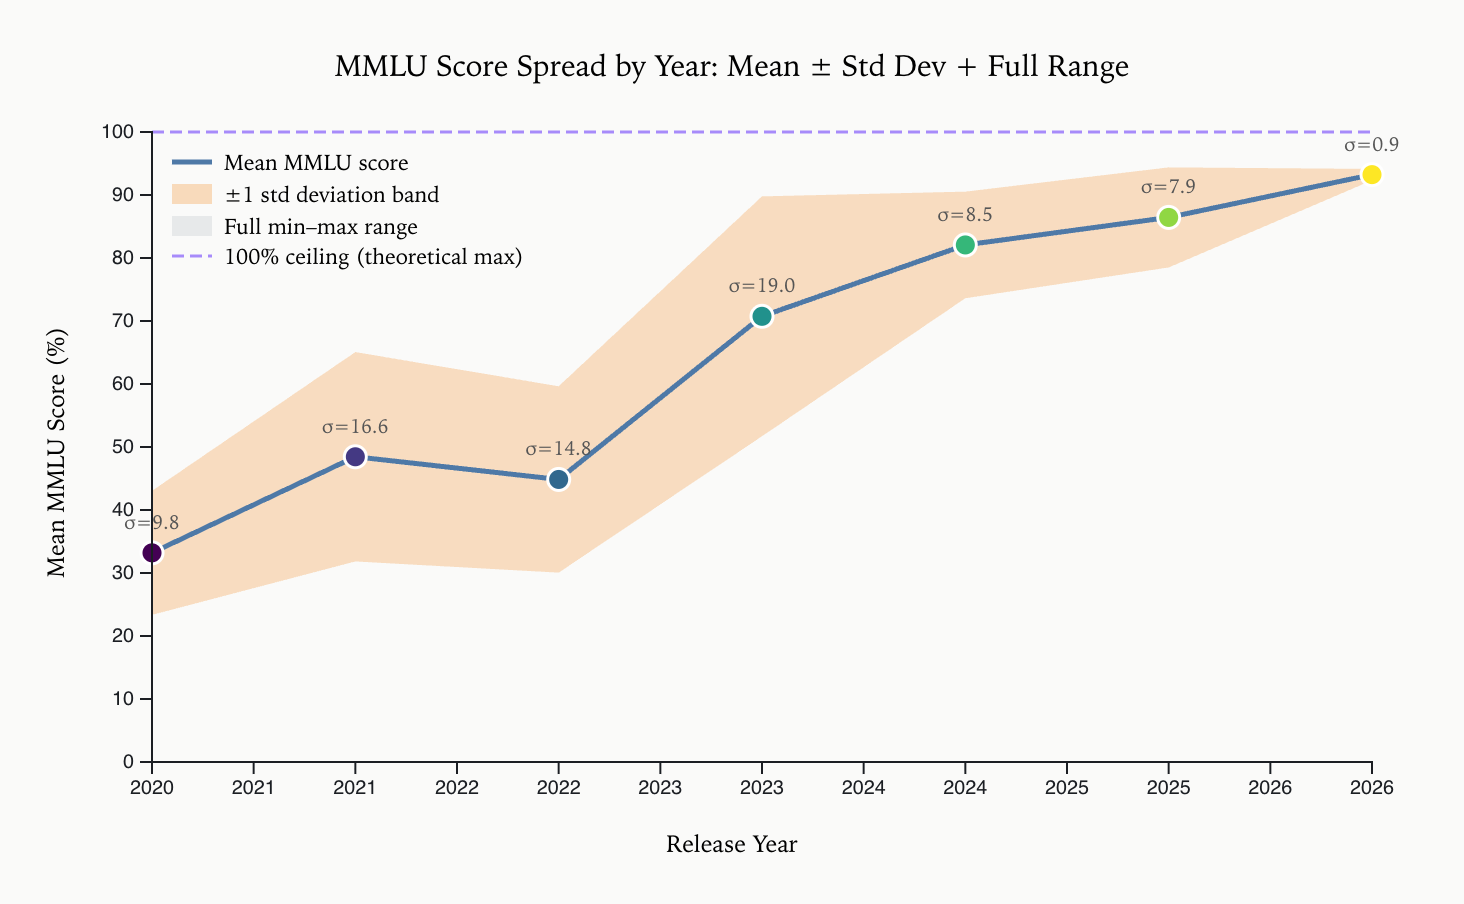 MMLU Score Spread by Year: Mean ± Std Dev + Full Range
100
90
80
70
60
50
40
30
20
10
0
Mean MMLU Score (%)
Mean MMLU score
±1 std deviation band
Full min–max range
100% ceiling (theoretical max)
σ=9.8
σ=16.6
σ=14.8
σ=19.0
σ=8.5
σ=7.9
σ=0.9
2020 2021 2021 2022 2022 2023 2023 2024 2024 2025 2025 2026 2026
Release Year